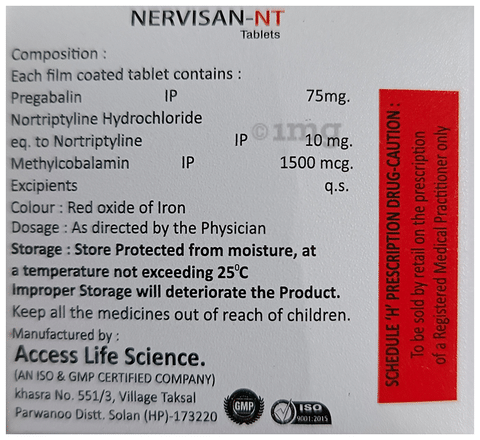 NERVISAN-NT
Tablets
Composition :
Each film coated tablet contains :
Pregabalin IP 75mg.
Nortriptyline Hydrochloride
eq. to Nortriptyline IP 10 mg.
Methylcobalamin IP 1500 mcg.
Excipients q.s.
Colour : Red oxide of Iron
Dosage : As directed by the Physician
Storage : Store Protected from moisture, at
a temperature not exceeding 25⁰C
Improper Storage will deteriorate the Product.
Keep all the medicines out of reach of children.
Manufactured by :
Access Life Science.
(AN ISO & GMP CERTIFIED COMPANY)
khasra No. 551/3, Village Taksal
Parwanoo Distt. Solan (HP)-173220
GMP
ISO
9001:2015
SCHEDULE 'H' PRESCRIPTION DRUG-CAUTION :
To be sold by retail on the prescription
of a Registered Medical Practitioner only
©1mg